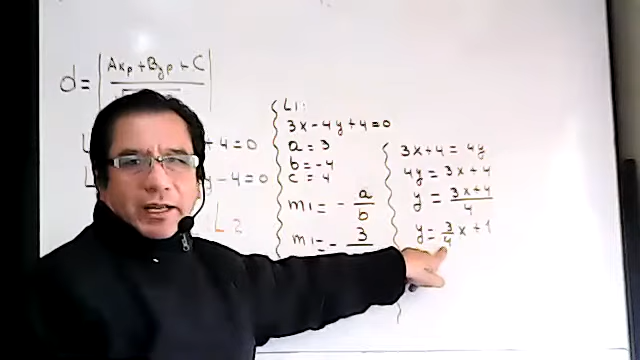 d = | Axp + Byp + C |
+ 4 = 0
y - 4 = 0
L2
L1:
3x - 4y + 4 = 0
a = 3
b = -4
c = 4
m1 = - a/b
m1 = - 3
3x + 4 = 4y
4y = 3x + 4
y = 3x + 4 / 4
y = 3/4 x + 1